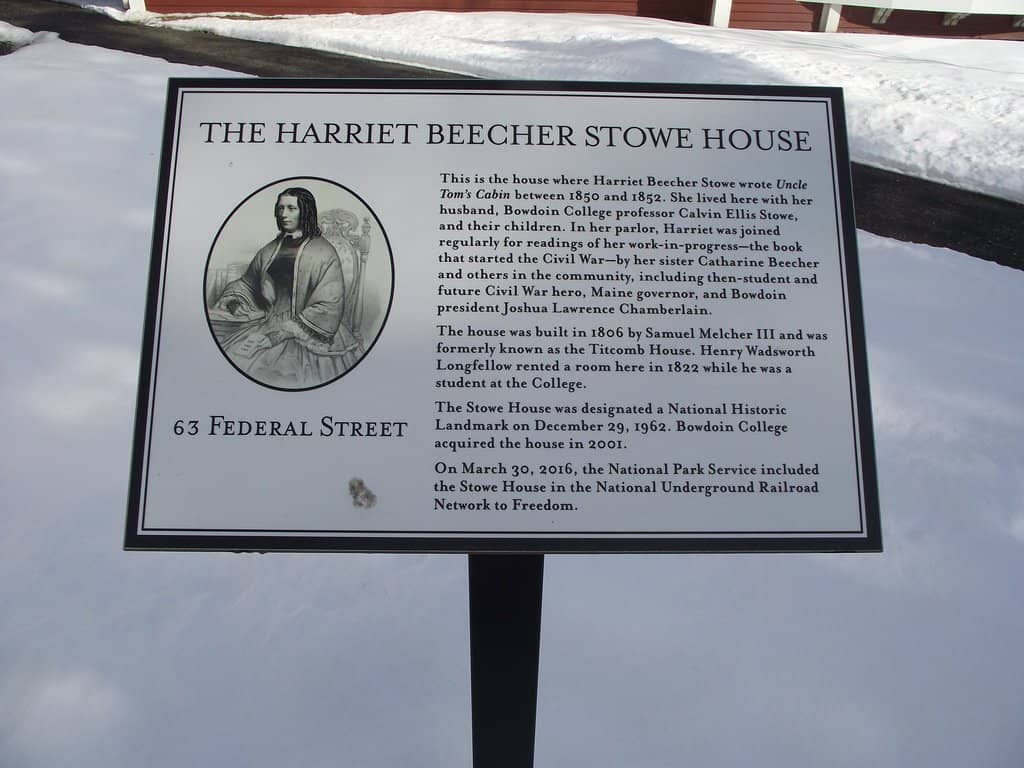 THE HARRIET BEECHER STOWE HOUSE
This is the house where Harriet Beecher Stowe wrote Uncle
Tom's Cabin between 1850 and 1852. She lived here with her
husband, Bowdoin College professor Calvin Ellis Stowe,
and their children. In her parlor, Harriet was joined
regularly for readings of her work-in-progress—the book
that started the Civil War—by her sister Catharine Beecher
and others in the community, including then-student and
future Civil War hero, Maine governor, and Bowdoin
president Joshua Lawrence Chamberlain.
The house was built in 1806 by Samuel Melcher III and was
formerly known as the Titcomb House. Henry Wadsworth
Longfellow rented a room here in 1822 while he was a
student at the College.
The Stowe House was designated a National Historic
Landmark on December 29, 1962. Bowdoin College
acquired the house in 2001.
On March 30, 2016, the National Park Service included
the Stowe House in the National Underground Railroad
Network to Freedom.
63 FEDERAL STREET